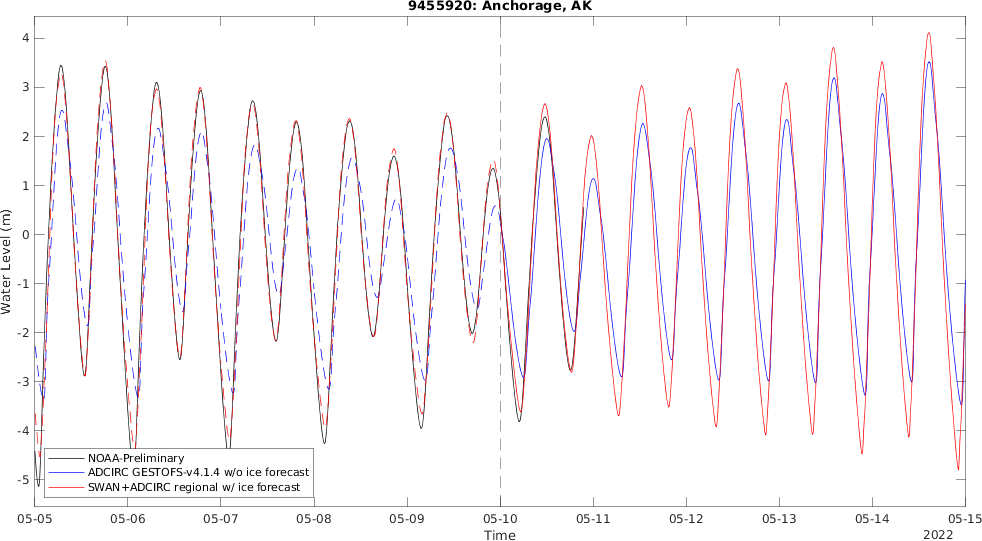 9455920: Anchorage, AK
Water Level (m)
4
3
2
1
0
-1
-2
-3
-4
-5
NOAA-Preliminary
ADCIRC GESTOFS-v4.1.4 w/o ice forecast
SWAN+ADCIRC regional w/ ice forecast
05-05 05-06 05-07 05-08 05-09 05-10 05-11 05-12 05-13 05-14 05-15
Time
2022